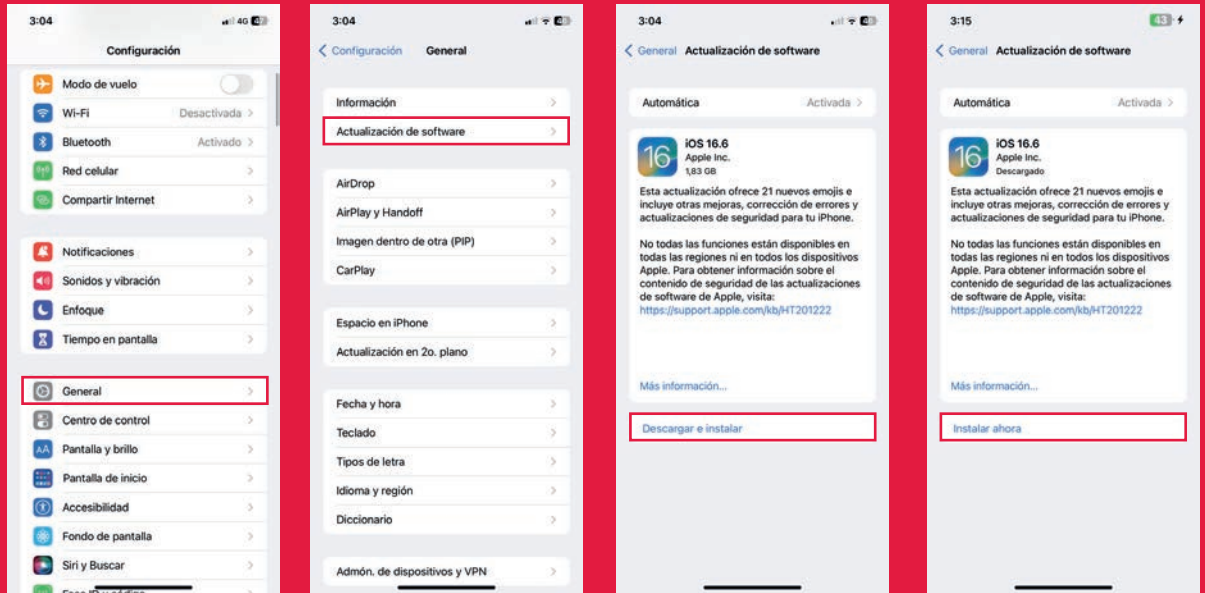 3:04
4G 47
Configuración
Modo de vuelo
Wi-Fi
Desactivada
Bluetooth
Activado
Red celular
Compartir Internet
Notificaciones
Sonidos y vibración
Enfoque
Tiempo en pantalla
General
Centro de control
Pantalla y brillo
Pantalla de inicio
Accesibilidad
Fondo de pantalla
Siri y Buscar
3:04
Configuración
General
Información
Actualización de software
AirDrop
AirPlay y Handoff
Imagen dentro de otra (PIP)
CarPlay
Espacio en iPhone
Actualización en 2o. plano
Fecha y hora
Teclado
Tipos de letra
Idioma y región
Diccionario
Admón. de dispositivos y VPN
3:04
General
Actualización de software
Automática
Activada
16
iOS 16.6
Apple Inc.
1,83 GB
Esta actualización ofrece 21 nuevos emojis e
incluye otras mejoras, corrección de errores y
actualizaciones de seguridad para tu iPhone.
No todas las funciones están disponibles en
todas las regiones ni en todos los dispositivos
Apple. Para obtener información sobre el
contenido de seguridad de las actualizaciones
de software de Apple, visita:
https://support.apple.com/kb/HT201222
Más información...
Descargar e instalar
3:15
43
General
Actualización de software
Automática
Activada
16
iOS 16.6
Apple Inc.
Descargado
Esta actualización ofrece 21 nuevos emojis e
incluye otras mejoras, corrección de errores y
actualizaciones de seguridad para tu iPhone.
No todas las funciones están disponibles en
todas las regiones ni en todos los dispositivos
Apple. Para obtener información sobre el
contenido de seguridad de las actualizaciones
de software de Apple, visita:
https://support.apple.com/kb/HT201222
Más información...
Instalar ahora